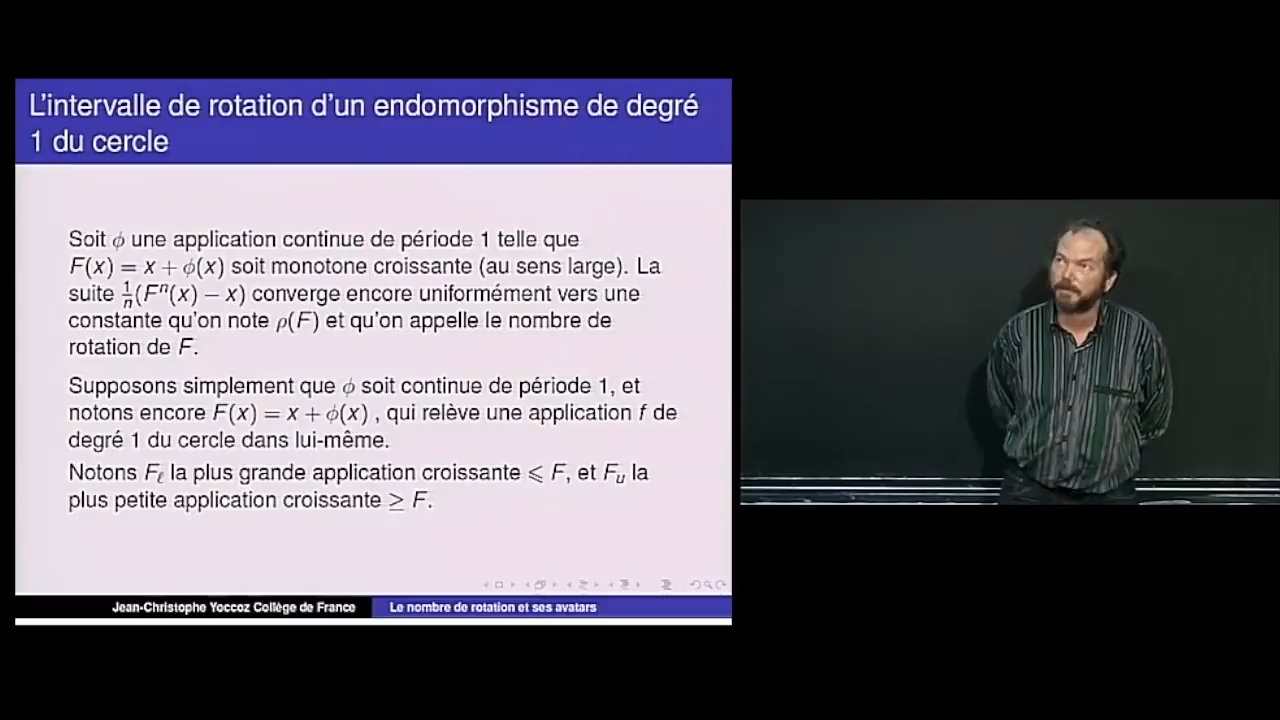 L'intervalle de rotation d'un endomorphisme de degré
1 du cercle
Soit ϕ une application continue de période 1 telle que
F(x) = x + ϕ(x) soit monotone croissante (au sens large). La
suite 1/n(Fⁿ(x) − x) converge encore uniformément vers une
constante qu'on note ρ(F) et qu'on appelle le nombre de
rotation de F.
Supposons simplement que ϕ soit continue de période 1, et
notons encore F(x) = x + ϕ(x) , qui relève une application f de
degré 1 du cercle dans lui-même.
Notons Fℓ la plus grande application croissante ⩽ F, et Fᵤ la
plus petite application croissante ≥ F.
Jean-Christophe Yoccoz Collège de France
Le nombre de rotation et ses avatars